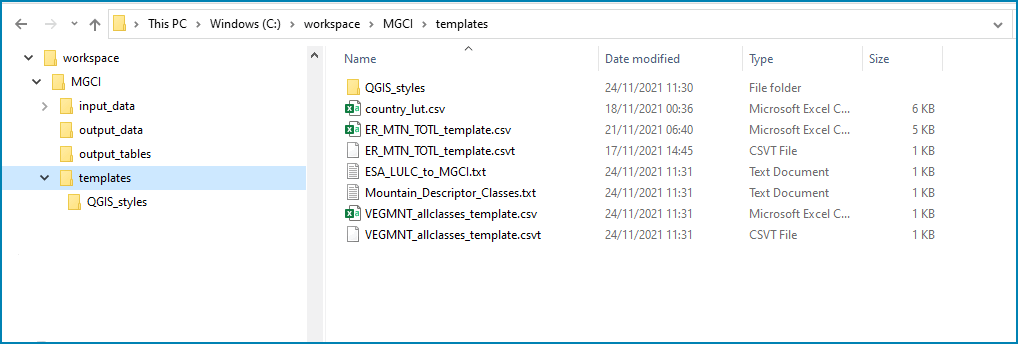 This PC > Windows (C:) > workspace > MGCI > templates
workspace
MGCI
input_data
output_data
output_tables
templates
QGIS_styles
Name Date modified Type Size
QGIS_styles 24/11/2021 11:30 File folder
country_lut.csv 18/11/2021 00:36 Microsoft Excel C... 6 KB
ER_MTN_TOTL_template.csv 21/11/2021 06:40 Microsoft Excel C... 5 KB
ER_MTN_TOTL_template.csvt 17/11/2021 14:45 CSVT File 1 KB
ESA_LULC_to_MGCI.txt 24/11/2021 11:31 Text Document 1 KB
Mountain_Descriptor_Classes.txt 24/11/2021 11:31 Text Document 1 KB
VEGMNT_allclasses_template.csv 24/11/2021 11:31 Microsoft Excel C... 1 KB
VEGMNT_allclasses_template.csvt 24/11/2021 11:31 CSVT File 1 KB